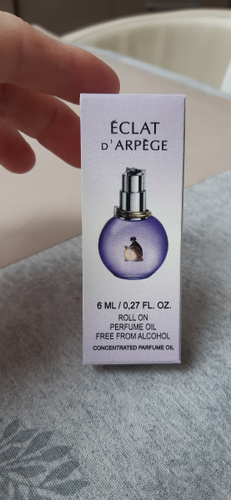 ÉCLAT
D'ARPÈGE
6 ML / 0,27 FL. OZ.
ROLL ON
PERFUME OIL
FREE FROM ALCOHOL
CONCENTRATED PARFUME OIL